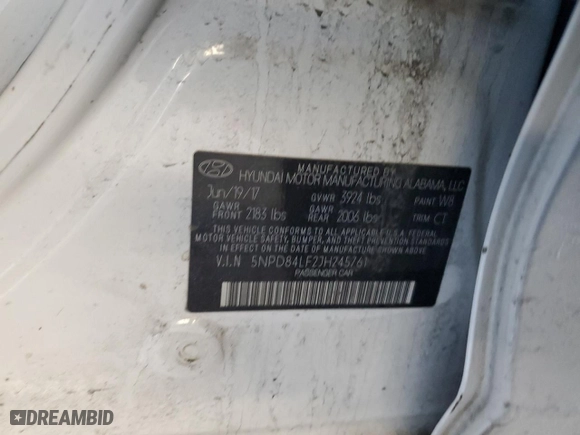 MANUFACTURED BY
HYUNDAI MOTOR MANUFACTURING ALABAMA, LLC
Jun/19/17 GVWR 3924 lbs PAINT W8
GAWR FRONT 2183 lbs GAWR REAR 2006 lbs TRIM CT
THIS VEHICLE CONFORMS TO ALL APPLICABLE U.S. FEDERAL
MOTOR VEHICLE SAFETY, BUMPER, AND THEFT PREVENTION
STANDARDS IN EFFECT ON THE DATE OF MANUFACTURE SHOWN ABOVE.
V.I.N 5NPD84LF2JH245761
PASSENGER CAR
DREAMBID